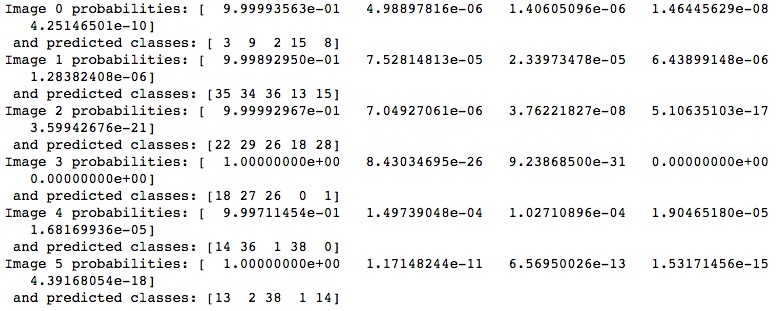 Image 0 probabilities: [  9.99993563e-01   4.98897816e-06   1.40605096e-06   1.46445629e-08
   4.25146501e-10]
 and predicted classes: [ 3  9  2 15  8]
Image 1 probabilities: [  9.99892950e-01   7.52814813e-05   2.33973478e-05   6.43899148e-06
   1.28382408e-06]
 and predicted classes: [35 34 36 13 15]
Image 2 probabilities: [  9.99992967e-01   7.04927061e-06   3.76221827e-08   5.10635103e-17
   3.59942676e-21]
 and predicted classes: [22 29 26 18 28]
Image 3 probabilities: [  1.00000000e+00   8.43034695e-26   9.23868500e-31   0.00000000e+00
   0.00000000e+00]
 and predicted classes: [18 27 26  0  1]
Image 4 probabilities: [  9.99711454e-01   1.49739048e-04   1.02710896e-04   1.90465180e-05
   1.68169936e-05]
 and predicted classes: [14 36  1 38  0]
Image 5 probabilities: [  1.00000000e+00   1.17148244e-11   6.56950026e-13   1.53171456e-15
   4.39168054e-18]
 and predicted classes: [13  2 38  1 14]